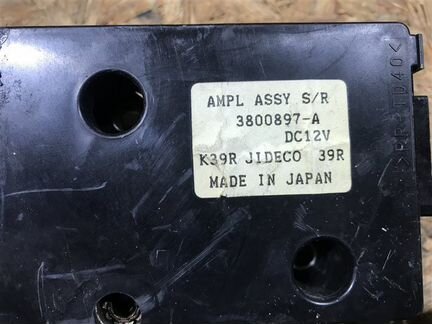 AMPL ASSY S/R
3800897-A
DC12V
K39R JIDECO 39R
MADE IN JAPAN